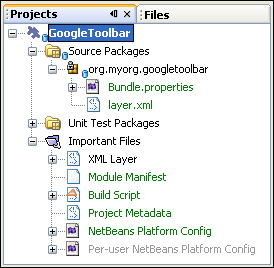 Projects
Files
GoogleToolbar
Source Packages
org.myorg.googletoolbar
Bundle.properties
layer.xml
Unit Test Packages
Important Files
XML Layer
Module Manifest
Build Script
Project Metadata
NetBeans Platform Config
Per-user NetBeans Platform Config